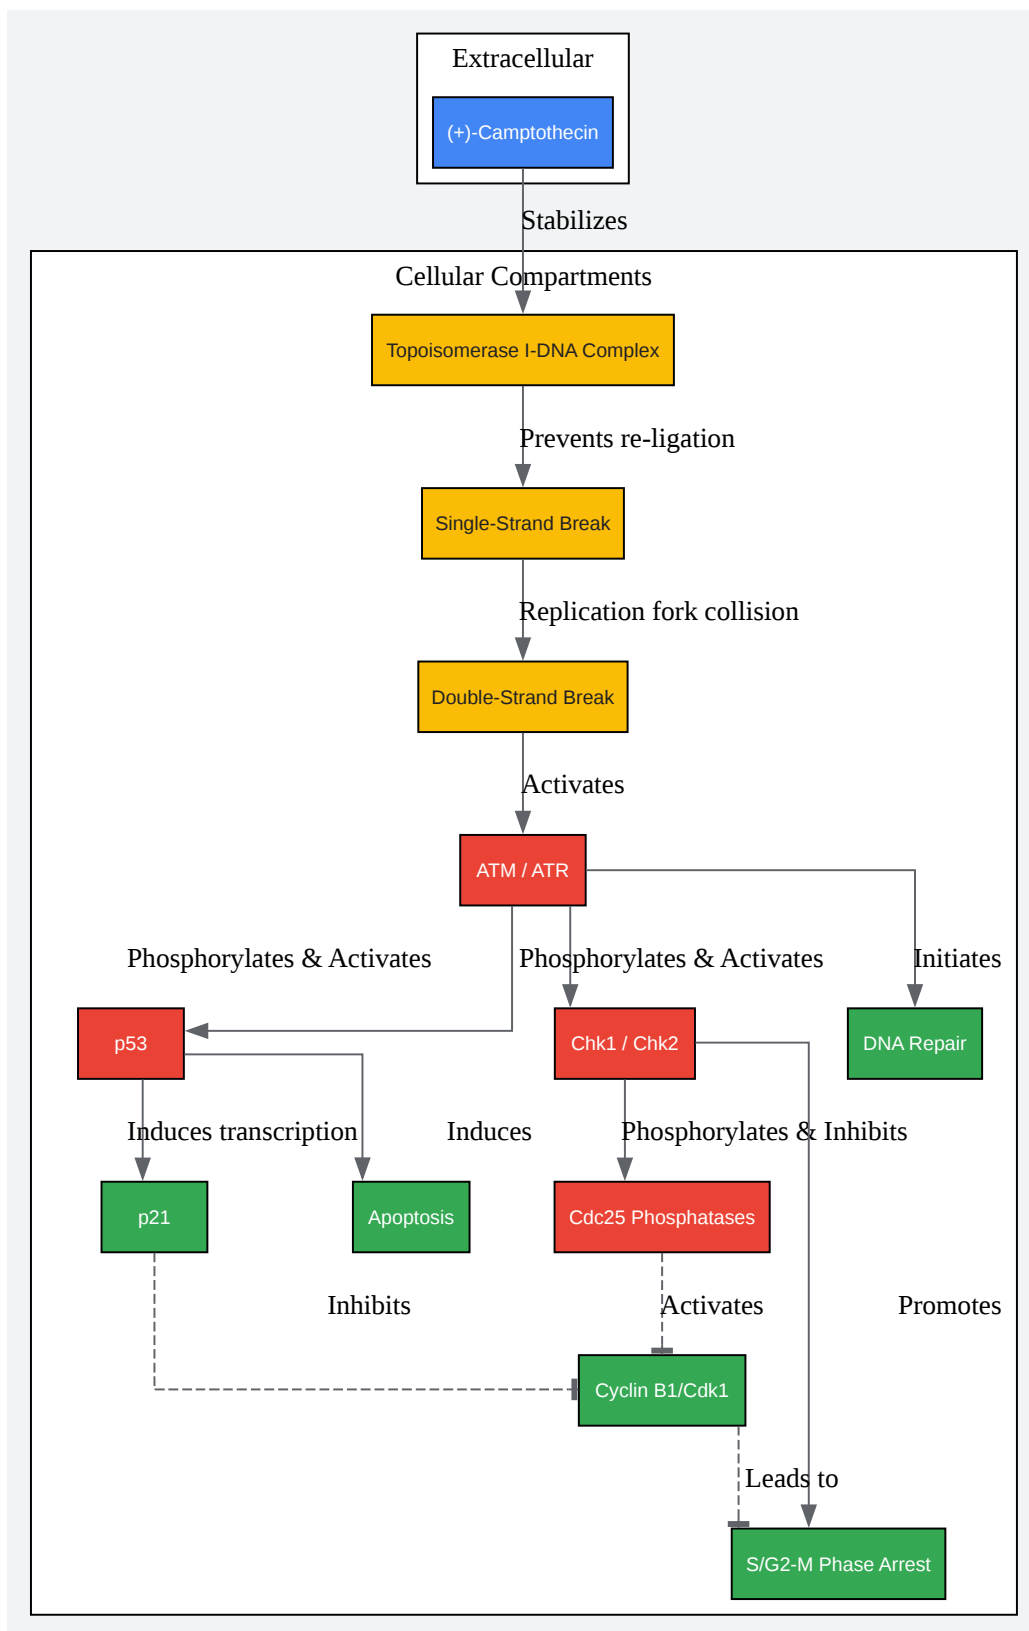 Extracellular
(+)-Camptothecin
Stabilizes
Cellular Compartments
Topoisomerase I-DNA Complex
Prevents re-ligation
Single-Strand Break
Replication fork collision
Double-Strand Break
Activates
ATM / ATR
Phosphorylates & Activates
Phosphorylates & Activates
Initiates
p53
Chk1 / Chk2
DNA Repair
Induces transcription
Induces
Phosphorylates & Inhibits
p21
Apoptosis
Cdc25 Phosphatases
Inhibits
Activates
Promotes
Cyclin B1/Cdk1
Leads to
S/G2-M Phase Arrest